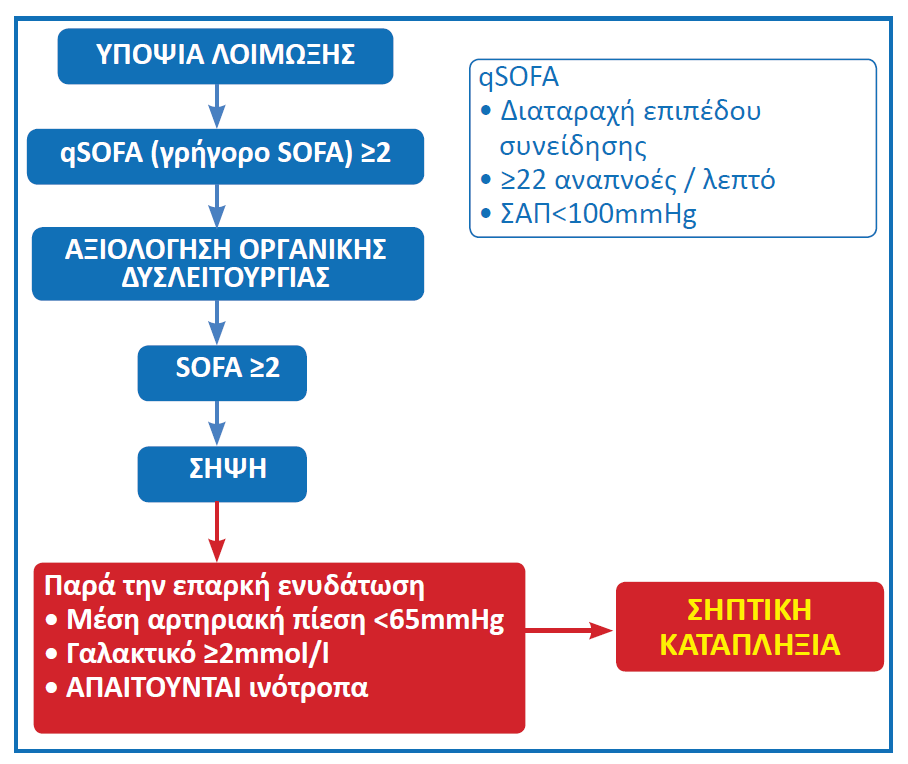 ΥΠΟΨΙΑ ΛΟΙΜΩΞΗΣ
qSOFA (γρήγορο SOFA) ≥2
ΑΞΙΟΛΟΓΗΣΗ ΟΡΓΑΝΙΚΗΣ
ΔΥΣΛΕΙΤΟΥΡΓΙΑΣ
SOFA ≥2
ΣΗΨΗ
Παρά την επαρκή ενυδάτωση
• Μέση αρτηριακή πίεση <65mmHg
• Γαλακτικό ≥2mmol/l
• ΑΠΑΙΤΟΥΝΤΑΙ ινότροπα
ΣΗΠΤΙΚΗ
ΚΑΤΑΠΛΗΞΙΑ
qSOFA
• Διαταραχή επιπέδου
συνείδησης
• ≥22 αναπνοές / λεπτό
• ΣΑΠ<100mmHg